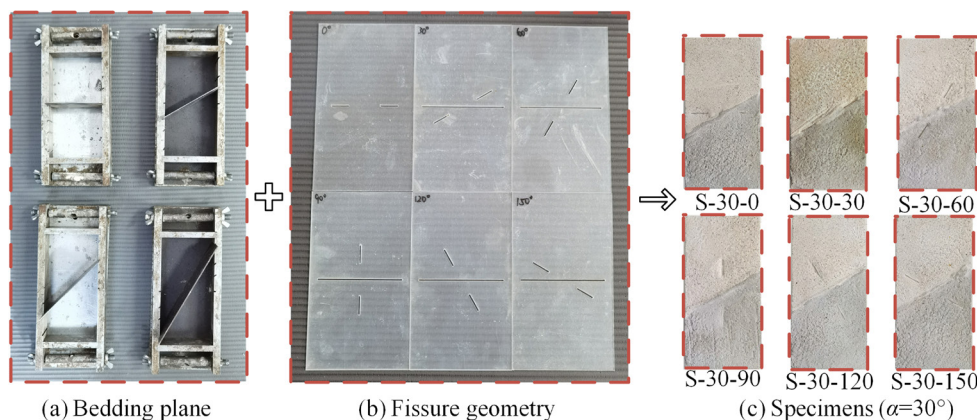 0° 30° 60°
90° 120° 150°
S-30-0 S-30-30 S-30-60
S-30-90 S-30-120 S-30-150
(a) Bedding plane (b) Fissure geometry (c) Specimens (α=30°)